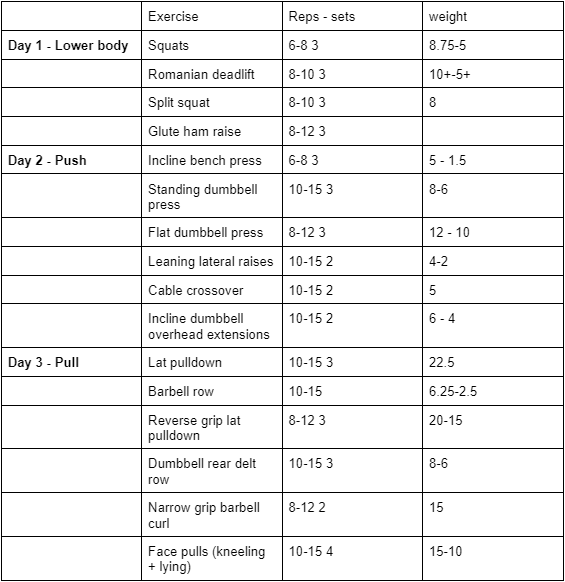 Exercise Reps - sets weight
Day 1 - Lower body Squats 6-8 3 8.75-5
Romanian deadlift 8-10 3 10+-5+
Split squat 8-10 3 8
Glute ham raise 8-12 3
Day 2 - Push Incline bench press 6-8 3 5 - 1.5
Standing dumbbell 10-15 3 8-6
press
Flat dumbbell press 8-12 3 12 - 10
Leaning lateral raises 10-15 2 4-2
Cable crossover 10-15 2 5
Incline dumbbell 10-15 2 6 - 4
overhead extensions
Day 3 - Pull Lat pulldown 10-15 3 22.5
Barbell row 10-15 6.25-2.5
Reverse grip lat 8-12 3 20-15
pulldown
Dumbbell rear delt 10-15 3 8-6
row
Narrow grip barbell 8-12 2 15
curl
Face pulls (kneeling 10-15 4 15-10
+ lying)